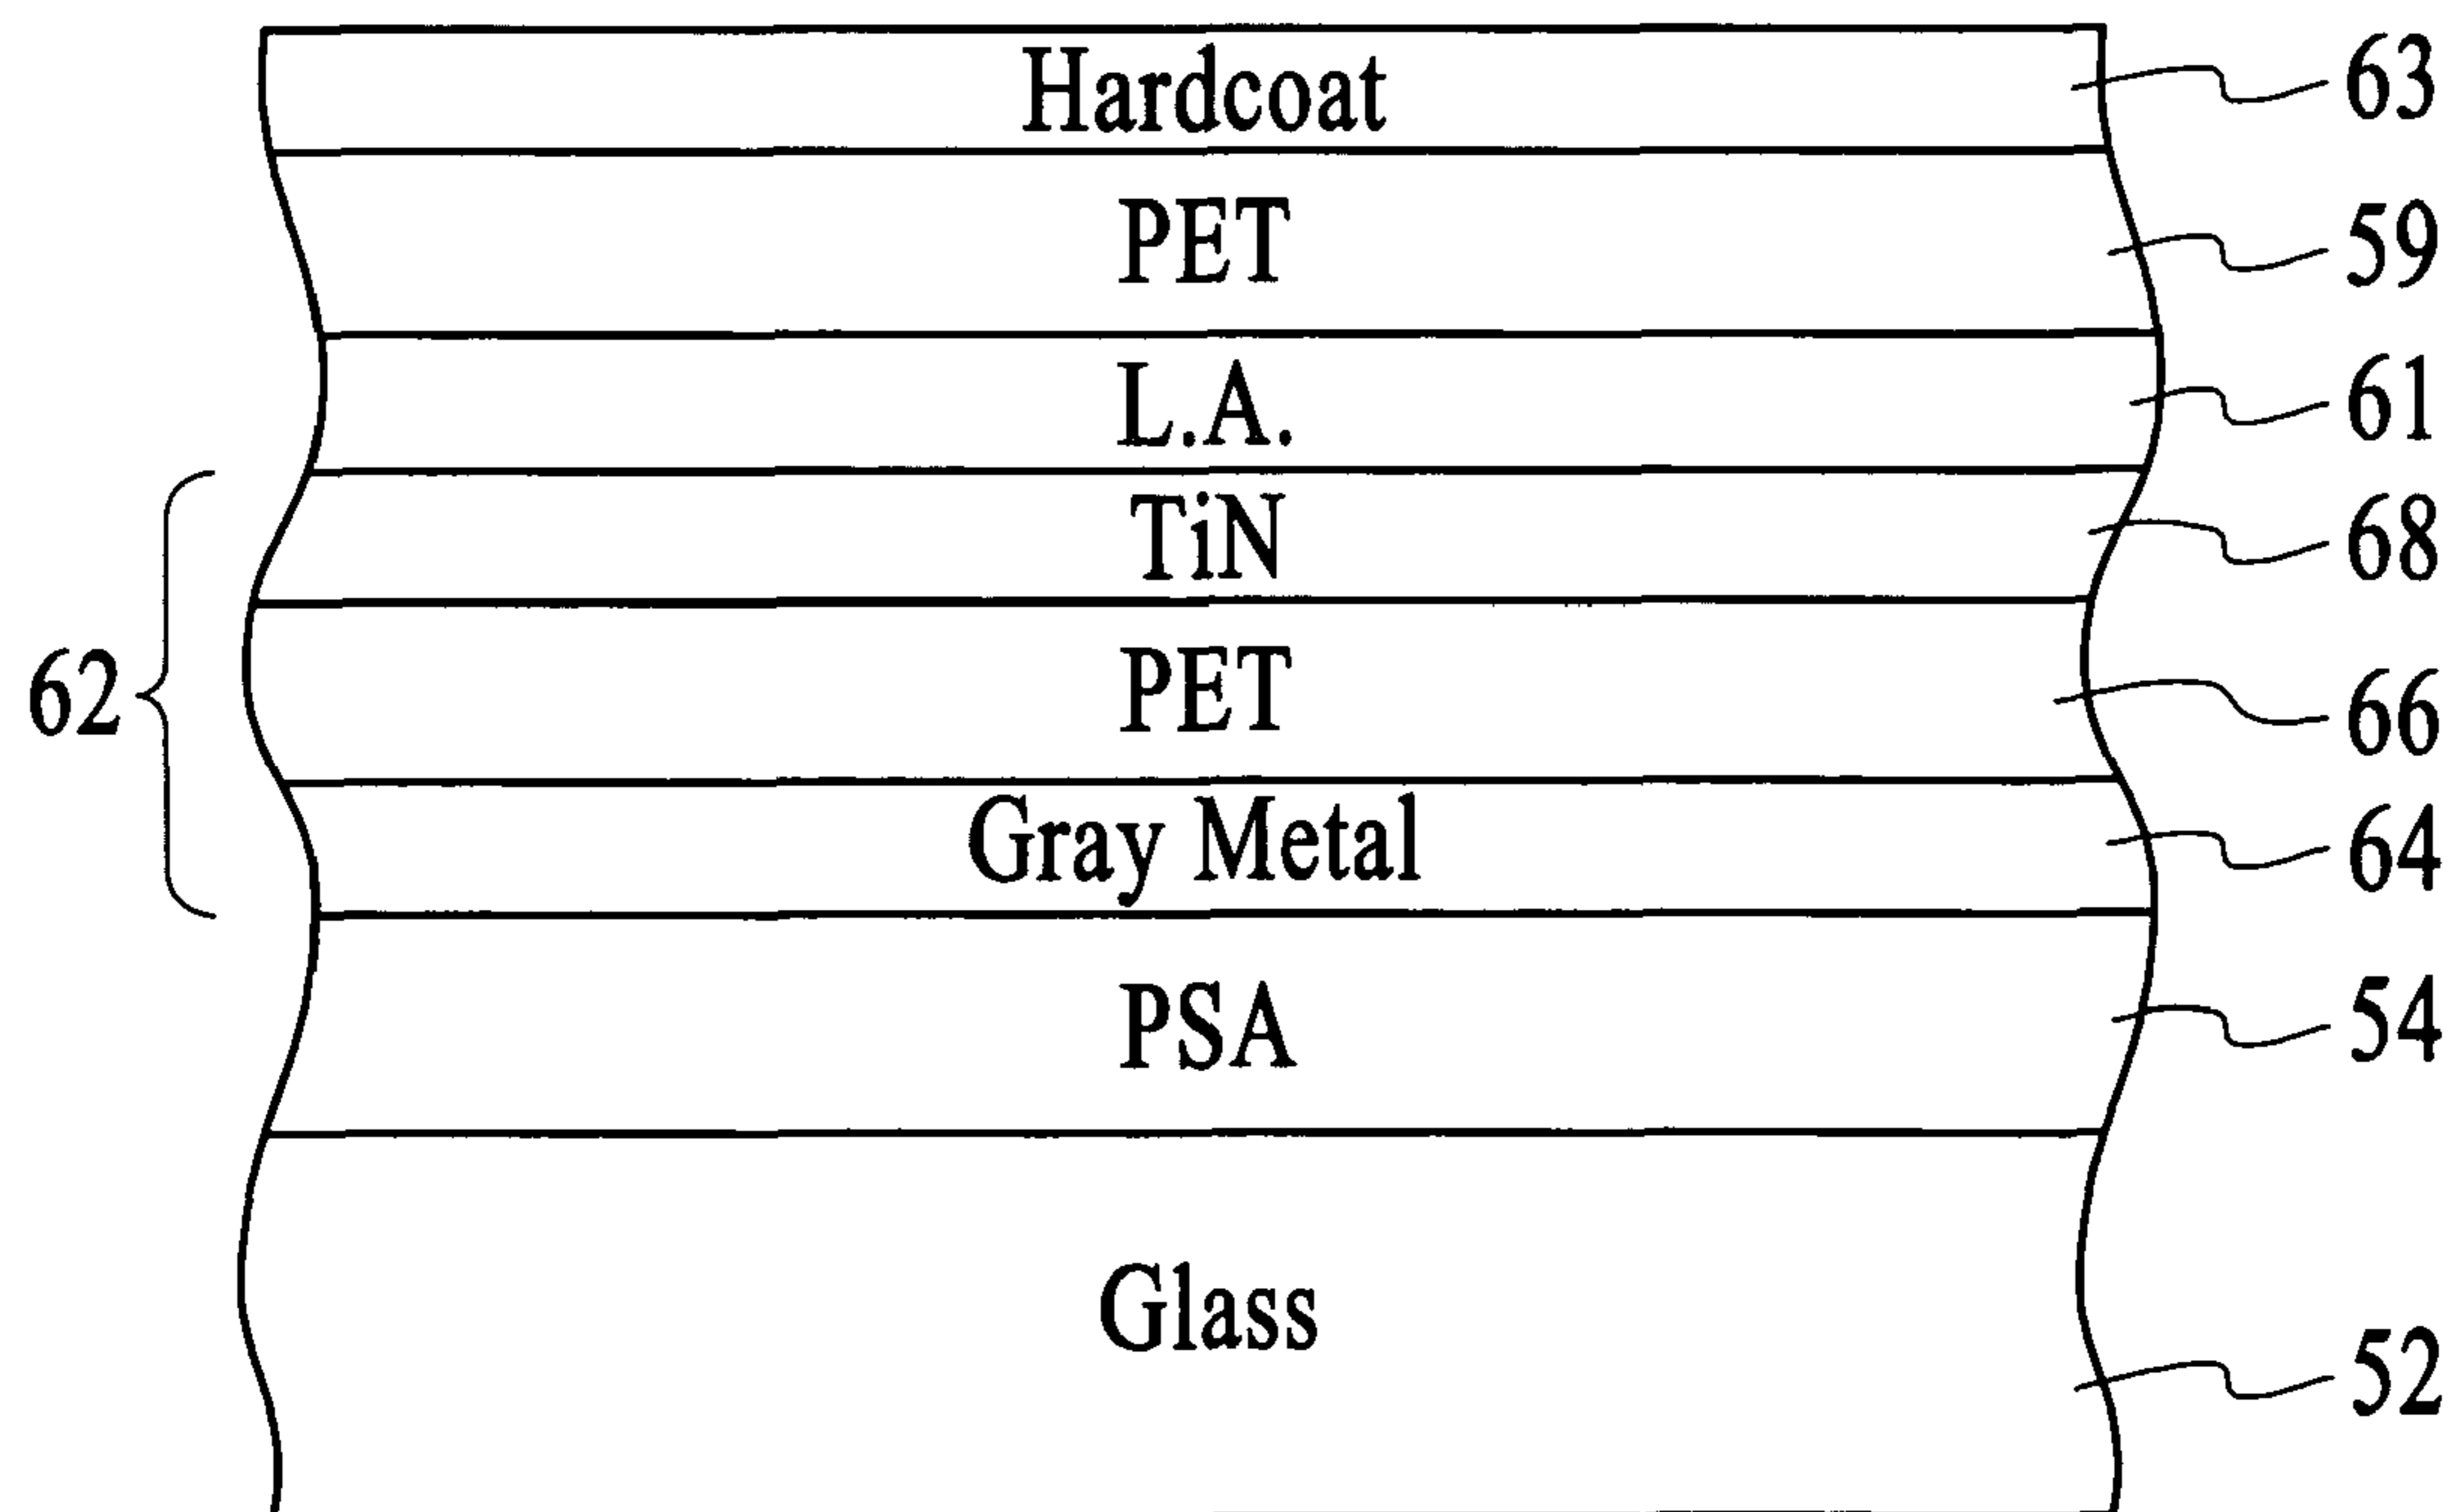 Hardcoat 63
PET 59
L.A. 61
TiN 68
62
PET 66
Gray Metal 64
PSA 54
Glass
52